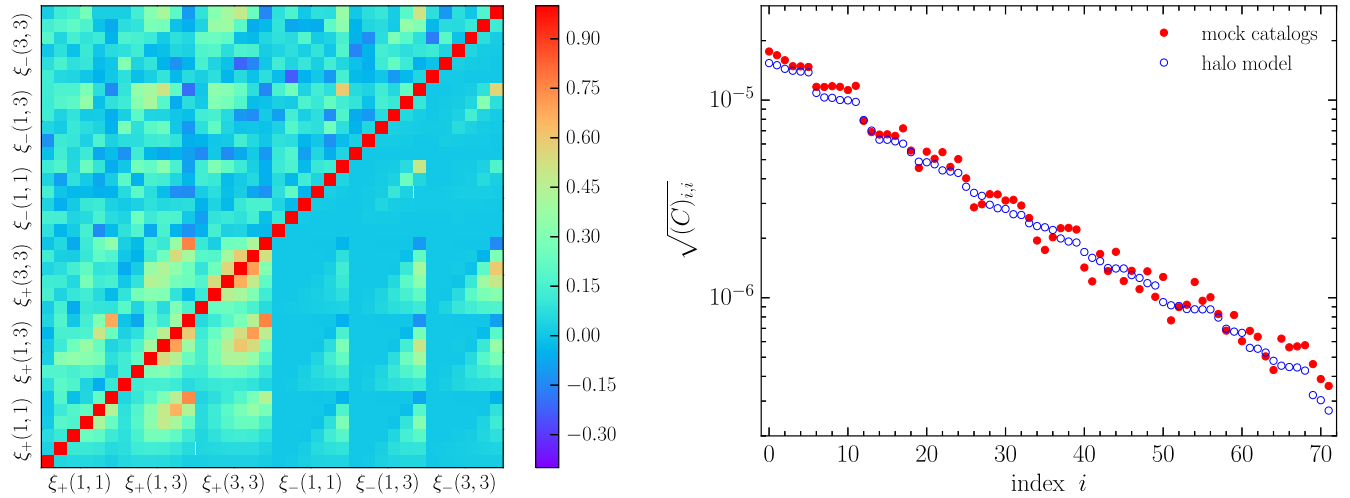 ξ₋(3,3)
ξ₋(1,3)
ξ₋(1,1)
ξ₊(3,3)
ξ₊(1,3)
ξ₊(1,1)
ξ₊(1,1) ξ₊(1,3) ξ₊(3,3) ξ₋(1,1) ξ₋(1,3) ξ₋(3,3)
0.90
0.75
0.60
0.45
0.30
0.15
0.00
−0.15
−0.30
√(C)ᵢ,ᵢ
10⁻⁵
10⁻⁶
mock catalogs
halo model
0 10 20 30 40 50 60 70
index i